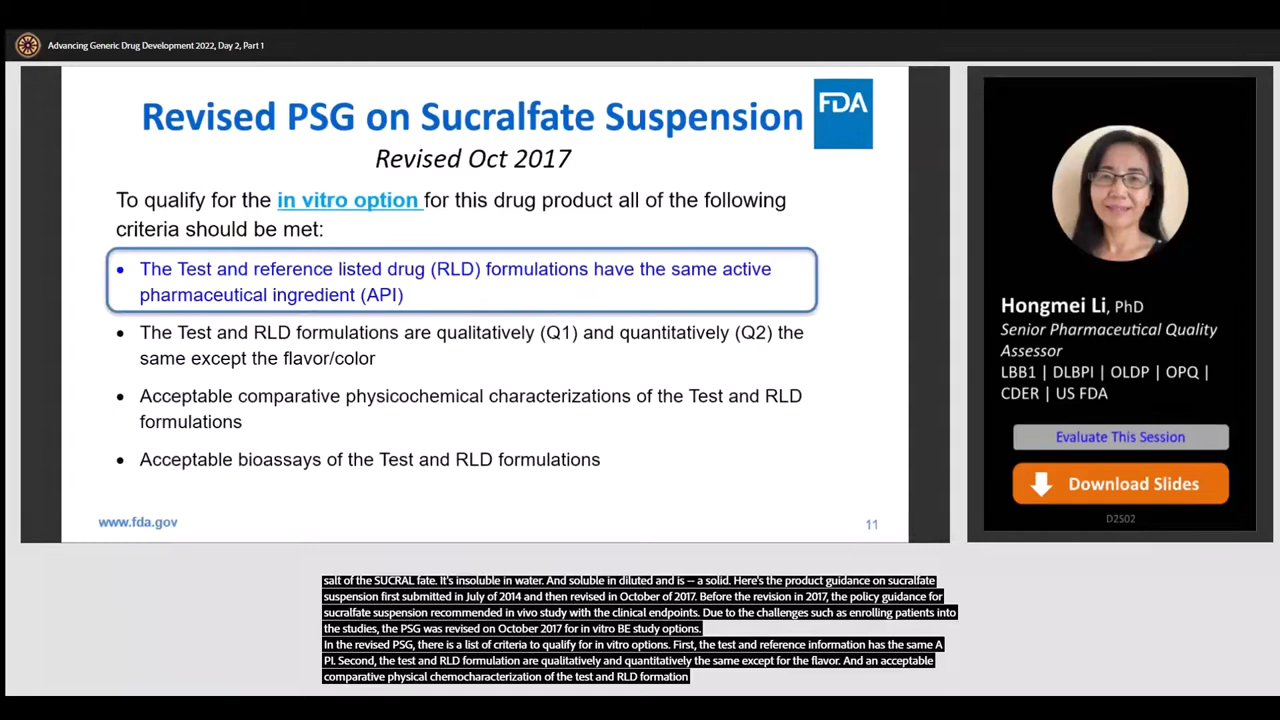 Advancing Generic Drug Development 2022, Day 2, Part 1
Revised PSG on Sucralfate Suspension
FDA
Revised Oct 2017
To qualify for the in vitro option for this drug product all of the following
criteria should be met:
• The Test and reference listed drug (RLD) formulations have the same active
pharmaceutical ingredient (API)
• The Test and RLD formulations are qualitatively (Q1) and quantitatively (Q2) the
same except the flavor/color
• Acceptable comparative physicochemical characterizations of the Test and RLD
formulations
• Acceptable bioassays of the Test and RLD formulations
www.fda.gov
11
Hongmei Li, PhD
Senior Pharmaceutical Quality
Assessor
LBB1 | DLBPI | OLDP | OPQ |
CDER | US FDA
Evaluate This Session
Download Slides
D2S02
salt of the SUCRAL fate. It's insoluble in water. And soluble in diluted and is -- a solid. Here's the product guidance on sucralfate
suspension first submitted in July of 2014 and then revised in October of 2017. Before the revision in 2017, the policy guidance for
sucralfate suspension recommended in vivo study with the clinical endpoints. Due to the challenges such as enrolling patients into
the studies, the PSG was revised on October 2017 for in vitro BE study options.
In the revised PSG, there is a list of criteria to qualify for in vitro options. First, the test and reference information has the same A
PI. Second, the test and RLD formulation are qualitatively and quantitatively the same except for the flavor. And an acceptable
comparative physical chemocharacterization of the test and RLD formation